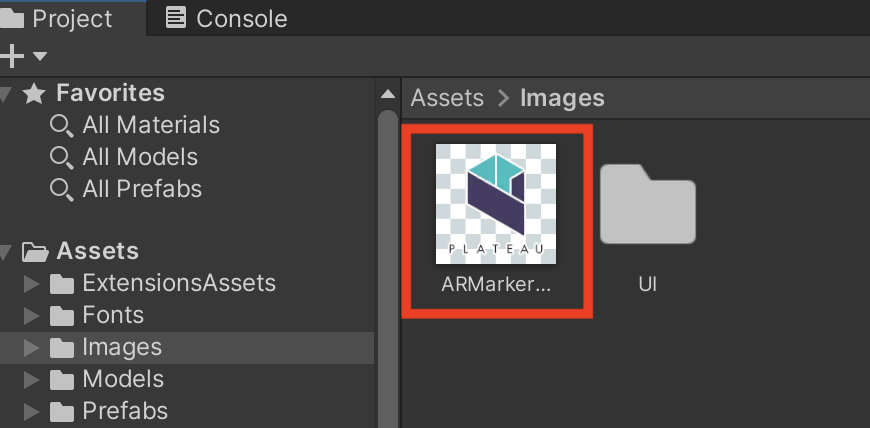 Project
Console
Favorites
All Materials
All Models
All Prefabs
Assets
ExtensionsAssets
Fonts
Images
Models
Prefabs
Assets > Images
PLATEAU
ARMarker...
UI